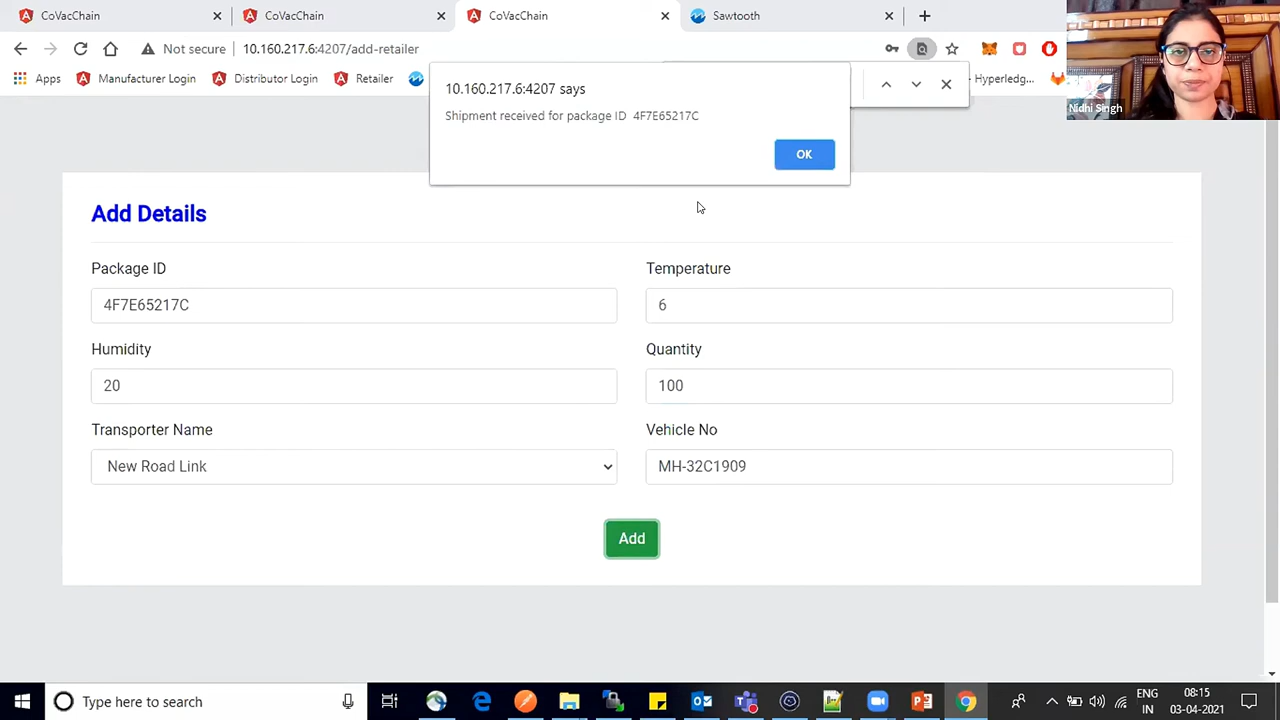 CoVacChain
CoVacChain
CoVacChain
Sawtooth
Not secure
10.160.217.6:4207/add-retailer
Apps
Manufacturer Login
Distributor Login
Retailer
Hyperledg...
10.160.217.6:4207 says
Shipment received for package ID 4F7E65217C
OK
Nidhi Singh
Add Details
Package ID
Temperature
4F7E65217C
6
Humidity
Quantity
20
100
Transporter Name
Vehicle No
New Road Link
MH-32C1909
Add
Type here to search
ENG
IN
08:15
03-04-2021